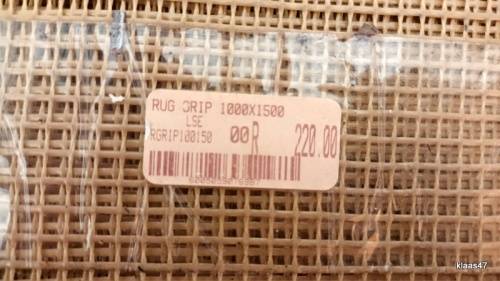 RUG GRIP 1000X1500
LSE
RGRIP100150 00R 220.00
klaas47